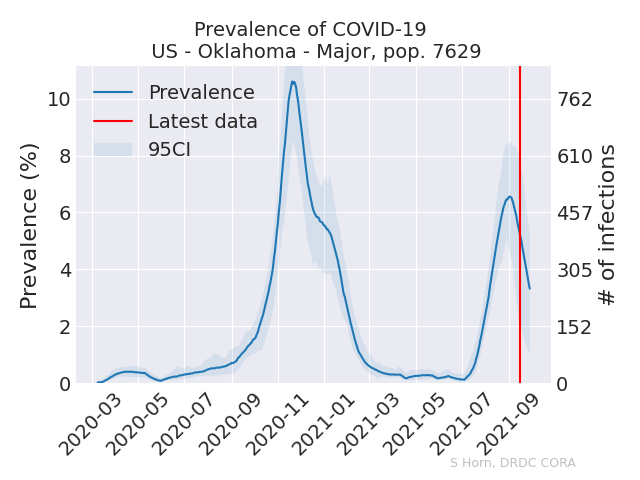 Prevalence of COVID-19
US - Oklahoma - Major, pop. 7629
Prevalence
Latest data
95CI
Prevalence (%)
10
8
6
4
2
0
762
610
457
305
152
0
# of infections
2020-03
2020-05
2020-07
2020-09
2020-11
2021-01
2021-03
2021-05
2021-07
2021-09
S Horn, DRDC CORA